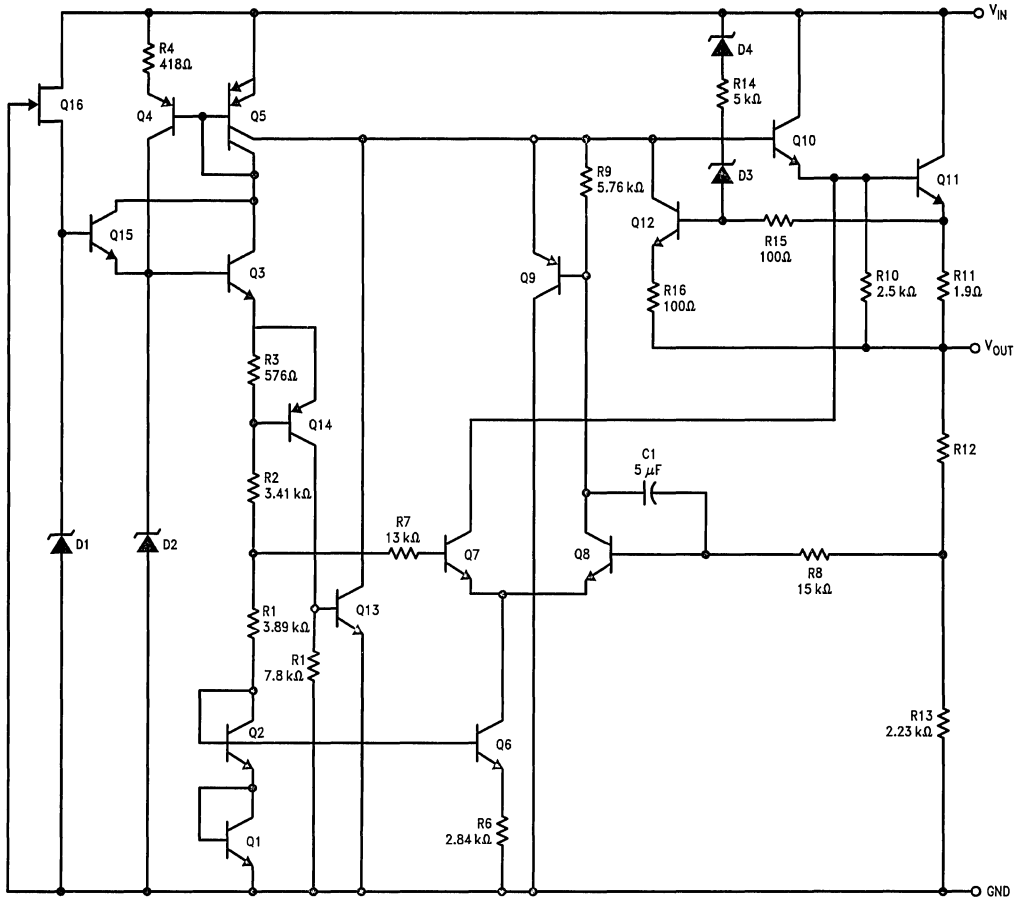 VIN
R4
418Ω
D4
Q16
Q4
Q5
R14
5 kΩ
Q10
D3
R9
5.76 kΩ
Q11
Q12
Q15
R15
100Ω
Q3
Q9
R16
100Ω
R10
2.5 kΩ
R11
1.9Ω
VOUT
R3
576Ω
Q14
R12
C1
5 µF
R2
3.41 kΩ
R7
13 kΩ
D1
D2
Q7
Q8
R8
15 kΩ
R1
3.89 kΩ
Q13
R1
7.8 kΩ
R13
2.23 kΩ
Q2
Q6
R6
2.84 kΩ
Q1
GND